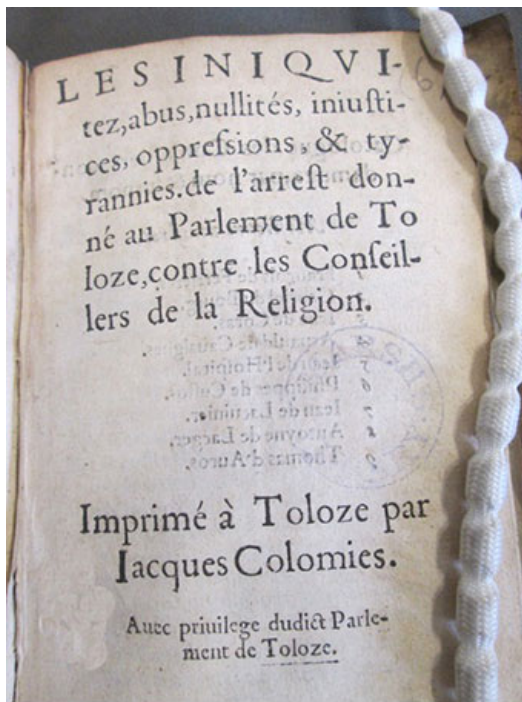 LES INIQVI-
tez,abus,nullités, iniusti-
ces, oppressions, & ty-
rannies.de l'arrest don-
né au Parlement de To
loze,contre les Conseil-
lers de la Religion.
Imprimé à Toloze par
Iacques Colomies.
Auec priuilege dudict Parle-
ment de Toloze.